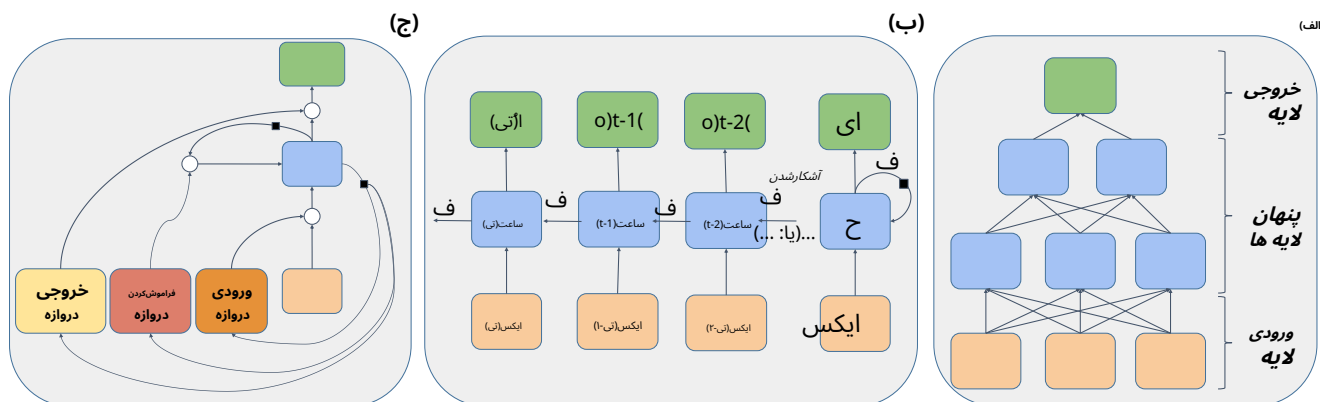 الف)
خروجی
لایه
پنهان
لایه ها
ورودی
لایه
(ب)
ای
o)t-2(
o)t-1(
اُ(تی)
ف
آشکارشدن
ف
ف
ف
ف
ح
...(یا: ...)
ساعت(t-2)
ساعت(t-1)
ساعت(تی)
ایکس
ایکس(تی-۲)
ایکس(تی-۱)
ایکس(تی)
(ج)
ورودی
دروازه
فراموش‌کردن
دروازه
خروجی
دروازه